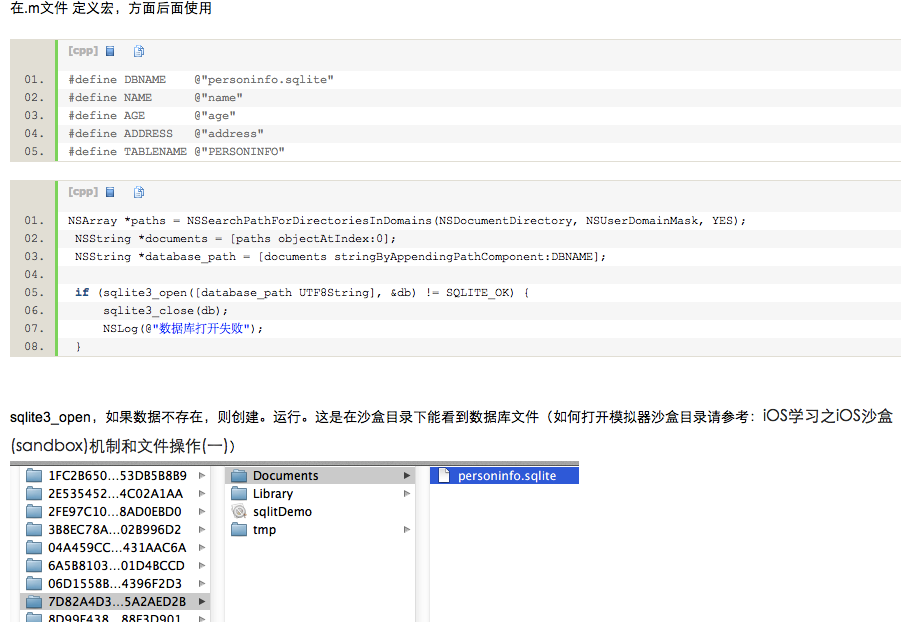 在.m文件 定义宏，方面后面使用
[cpp]
01. #define DBNAME    @"personinfo.sqlite"
02. #define NAME      @"name"
03. #define AGE       @"age"
04. #define ADDRESS   @"address"
05. #define TABLENAME @"PERSONINFO"
[cpp]
01. NSArray *paths = NSSearchPathForDirectoriesInDomains(NSDocumentDirectory, NSUserDomainMask, YES);
02.  NSString *documents = [paths objectAtIndex:0];
03.  NSString *database_path = [documents stringByAppendingPathComponent:DBNAME];
04.
05.  if (sqlite3_open([database_path UTF8String], &db) != SQLITE_OK) {
06.      sqlite3_close(db);
07.      NSLog(@"数据库打开失败");
08.  }
sqlite3_open，如果数据不存在，则创建。运行。这是在沙盒目录下能看到数据库文件（如何打开模拟器沙盒目录请参考：iOS学习之iOS沙盒
(sandbox)机制和文件操作(一)）
1FC2B650...53DB5B8B9
2E535452...4C02A1AA
2FE97C10...8AD0EBD0
3B8EC78A...02B996D2
04A459CC...431AAC6A
6A5B8103...01D4BCCD
06D1558B...4396F2D3
7D82A4D3...5A2AED2B
8D99F438...88F3D901
Documents
Library
sqlitDemo
tmp
personinfo.sqlite